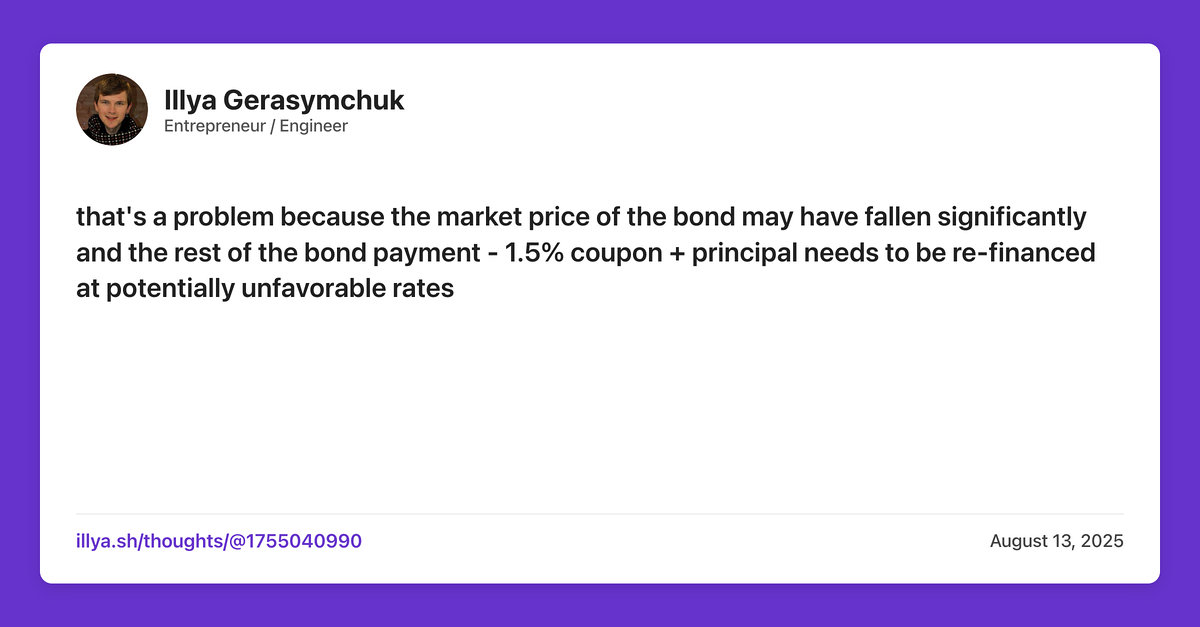 Illya Gerasymchuk
Entrepreneur / Engineer
that's a problem because the market price of the bond may have fallen significantly
and the rest of the bond payment - 1.5% coupon + principal needs to be re-financed
at potentially unfavorable rates
illya.sh/thoughts/@1755040990
August 13, 2025